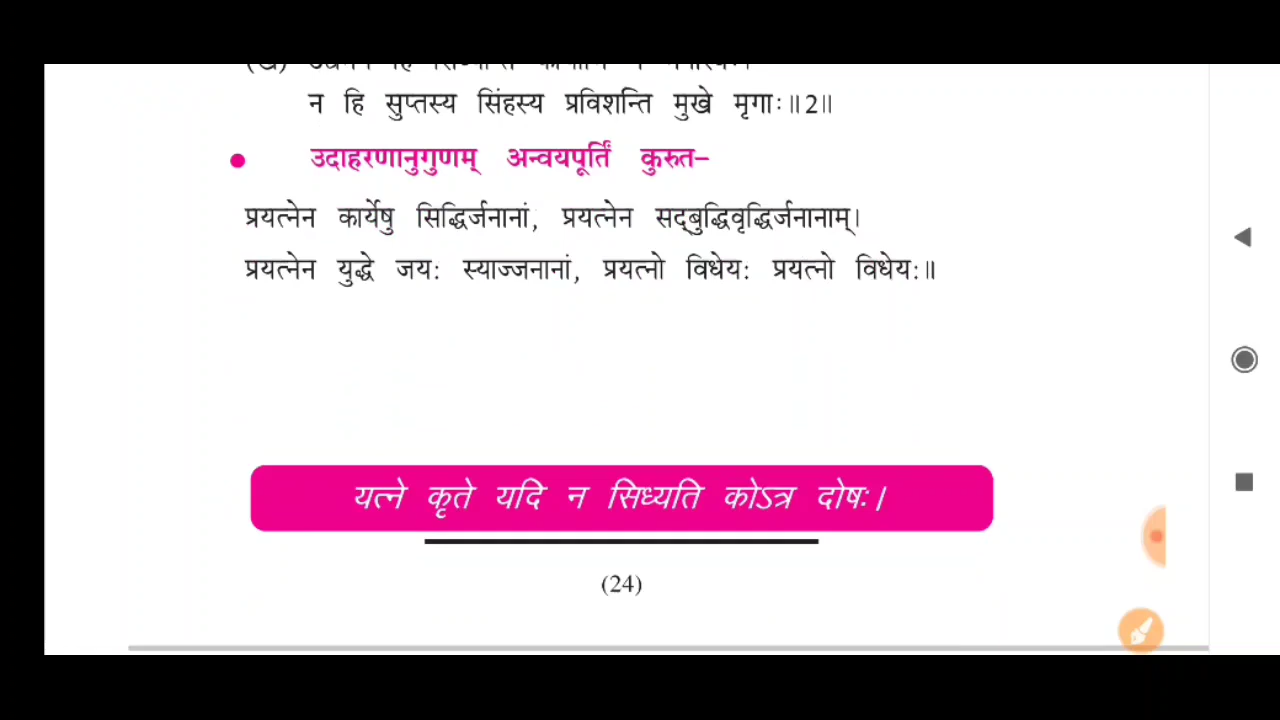 न हि सुप्तस्य सिंहस्य प्रविशन्ति मुखे मृगाः॥2॥
● उदाहरणानुगुणम् अन्वयपूर्तिं कुरुत–
प्रयत्नेन कार्येषु सिद्धिर्जनानां, प्रयत्नेन सद्‌बुद्धिवृद्धिर्जनानाम्।
प्रयत्नेन युद्धे जयः स्याज्जनानां, प्रयत्नो विधेयः प्रयत्नो विधेयः॥
यत्ने कृते यदि न सिध्यति कोऽत्र दोषः।
(24)